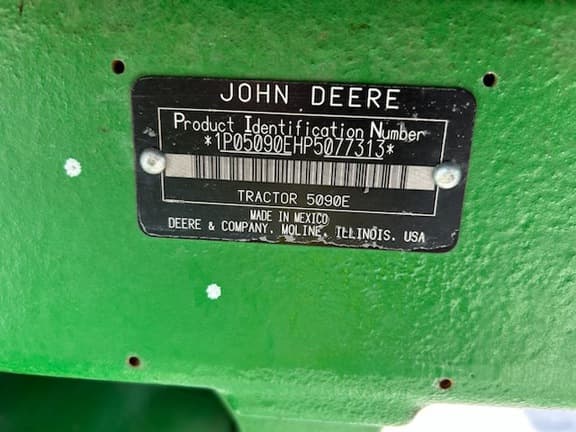 JOHN DEERE
Product Identification Number
*1P05090EHP5077313*
TRACTOR 5090E
MADE IN MEXICO
DEERE & COMPANY, MOLINE, ILLINOIS, USA